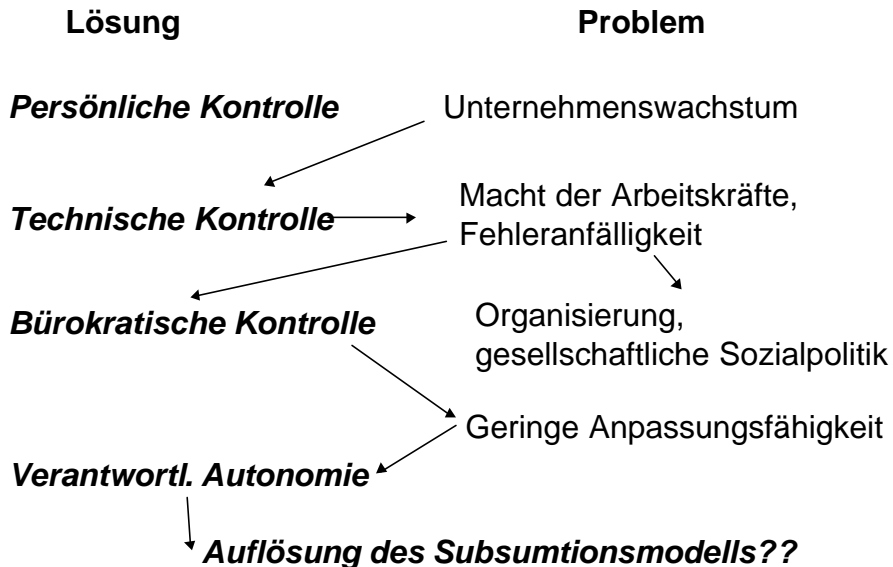 Lösung Problem
Persönliche Kontrolle Unternehmenswachstum
Macht der Arbeitskräfte,
Technische Kontrolle Fehleranfälligkeit
Bürokratische Kontrolle Organisierung,
gesellschaftliche Sozialpolitik
Geringe Anpassungsfähigkeit
Verantwortl. Autonomie
Auflösung des Subsumtionsmodells??